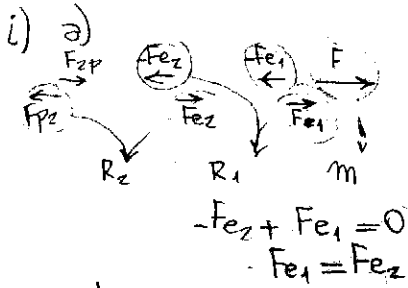 i) a)
F2p -Fe2 -Fe1 F
Fp2 Fe2 Fe1
R2 R1 m
-Fe2 + Fe1 = 0
Fe1 = Fe2